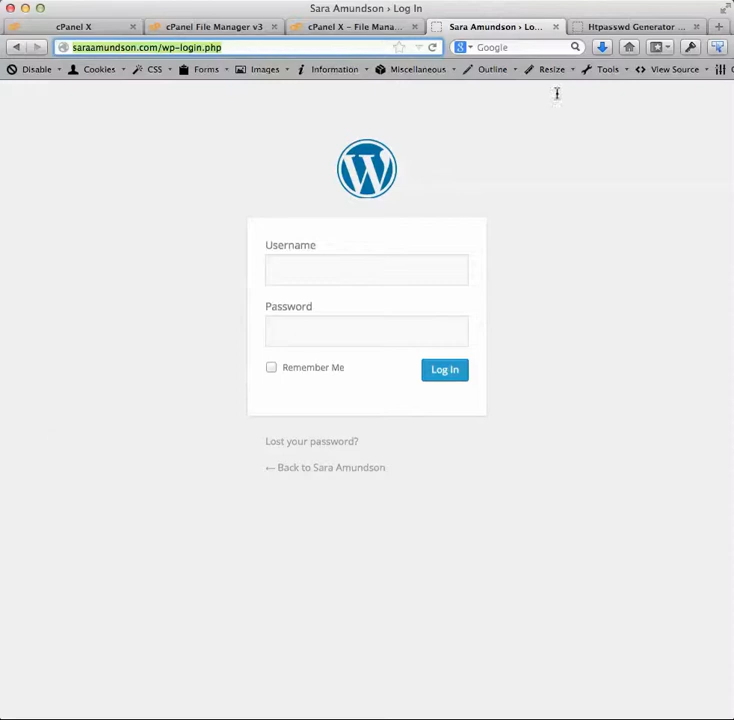 Sara Amundson › Log In
cPanel X
cPanel File Manager v3
cPanel X – File Mana...
Sara Amundson › Lo...
Htpasswd Generator ...
saraamundson.com/wp-login.php
Google
Disable
Cookies
CSS
Forms
Images
Information
Miscellaneous
Outline
Resize
Tools
View Source
Username
Password
Remember Me
Log In
Lost your password?
← Back to Sara Amundson